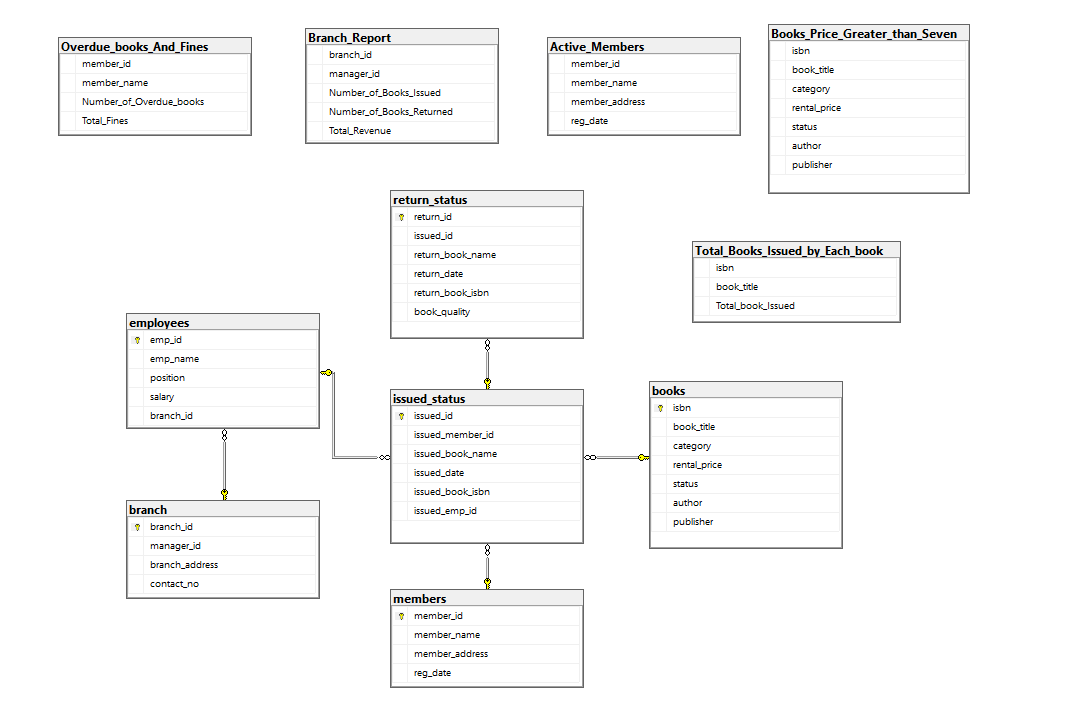 Overdue_books_And_Fines
member_id
member_name
Number_of_Overdue_books
Total_Fines
Branch_Report
branch_id
manager_id
Number_of_Books_Issued
Number_of_Books_Returned
Total_Revenue
Active_Members
member_id
member_name
member_address
reg_date
Books_Price_Greater_than_Seven
isbn
book_title
category
rental_price
status
author
publisher
return_status
return_id
issued_id
return_book_name
return_date
return_book_isbn
book_quality
Total_Books_Issued_by_Each_book
isbn
book_title
Total_book_Issued
employees
emp_id
emp_name
position
salary
branch_id
issued_status
issued_id
issued_member_id
issued_book_name
issued_date
issued_book_isbn
issued_emp_id
books
isbn
book_title
category
rental_price
status
author
publisher
branch
branch_id
manager_id
branch_address
contact_no
members
member_id
member_name
member_address
reg_date